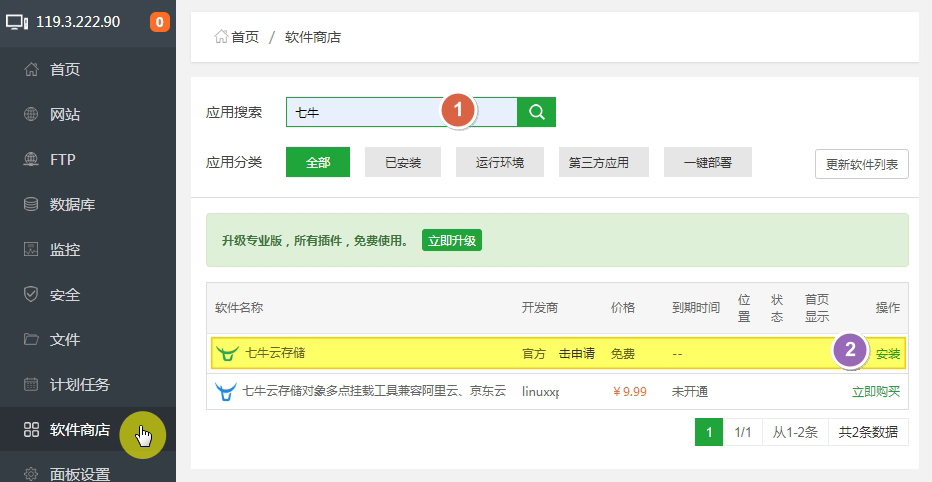 119.3.222.90 0
首页
网站
FTP
数据库
监控
安全
文件
计划任务
软件商店
面板设置
首页 / 软件商店
应用搜索 七牛 1
应用分类 全部 已安装 运行环境 第三方应用 一键部署 更新软件列表
升级专业版，所有插件，免费使用。 立即升级
软件名称 开发商 价格 到期时间 位置 状态 首页显示 操作
七牛云存储 官方 击申请 免费 -- 2 安装
七牛云存储对象多点挂载工具兼容阿里云、京东云 linuxxp ¥9.99 未开通 立即购买
1 1/1 从1-2条 共2条数据